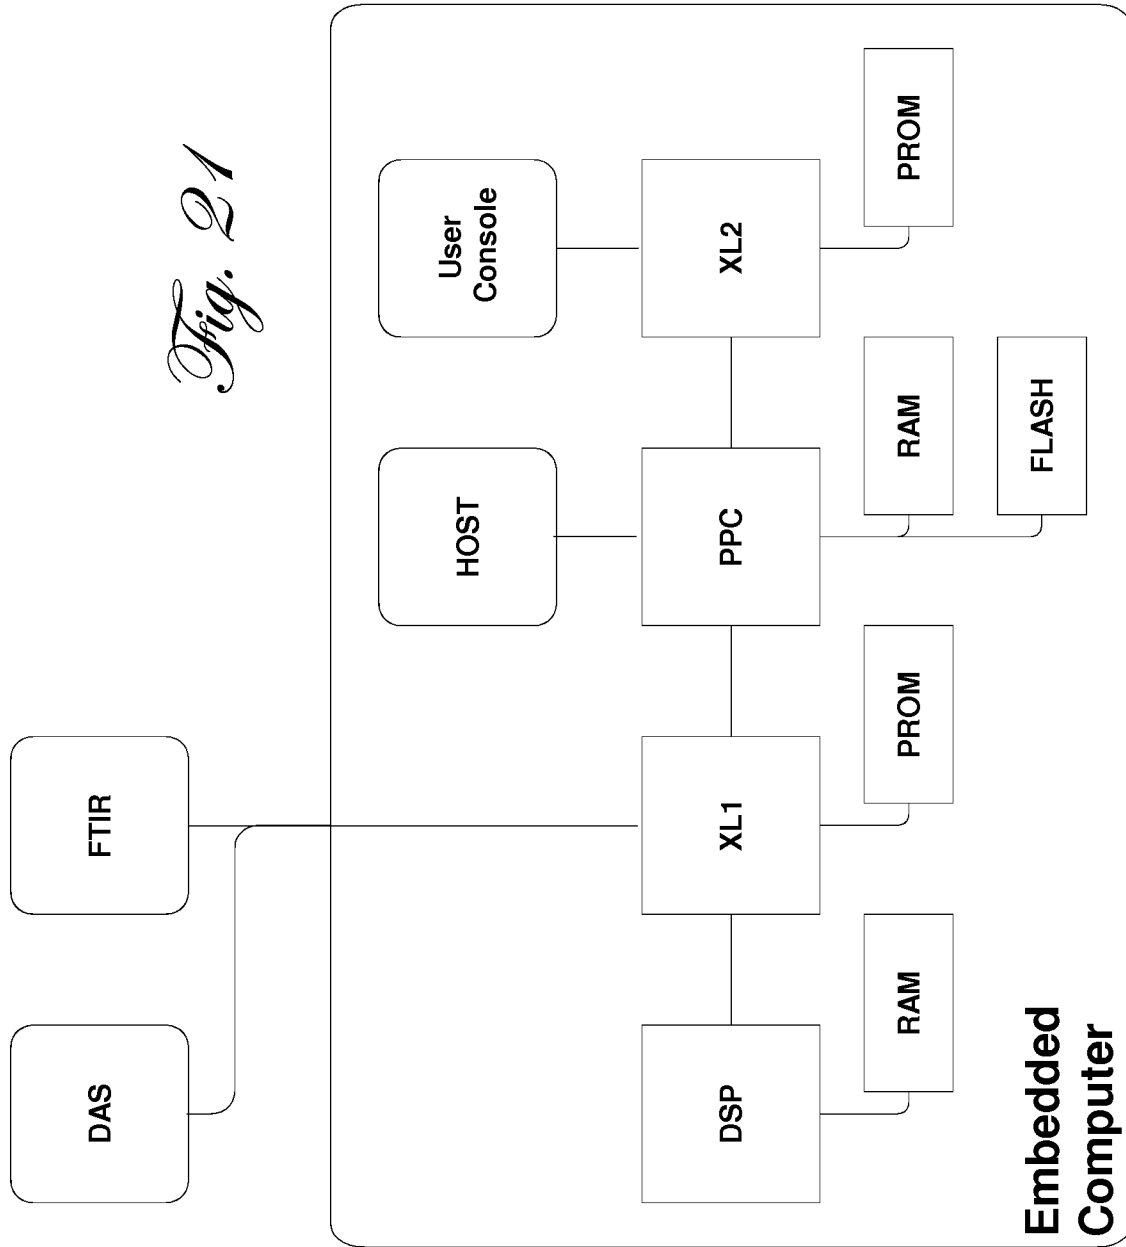 DAS
FTIR
Fig. 21
HOST
User
Console
DSP
XL1
PPC
XL2
RAM
PROM
RAM
PROM
FLASH
Embedded
Computer